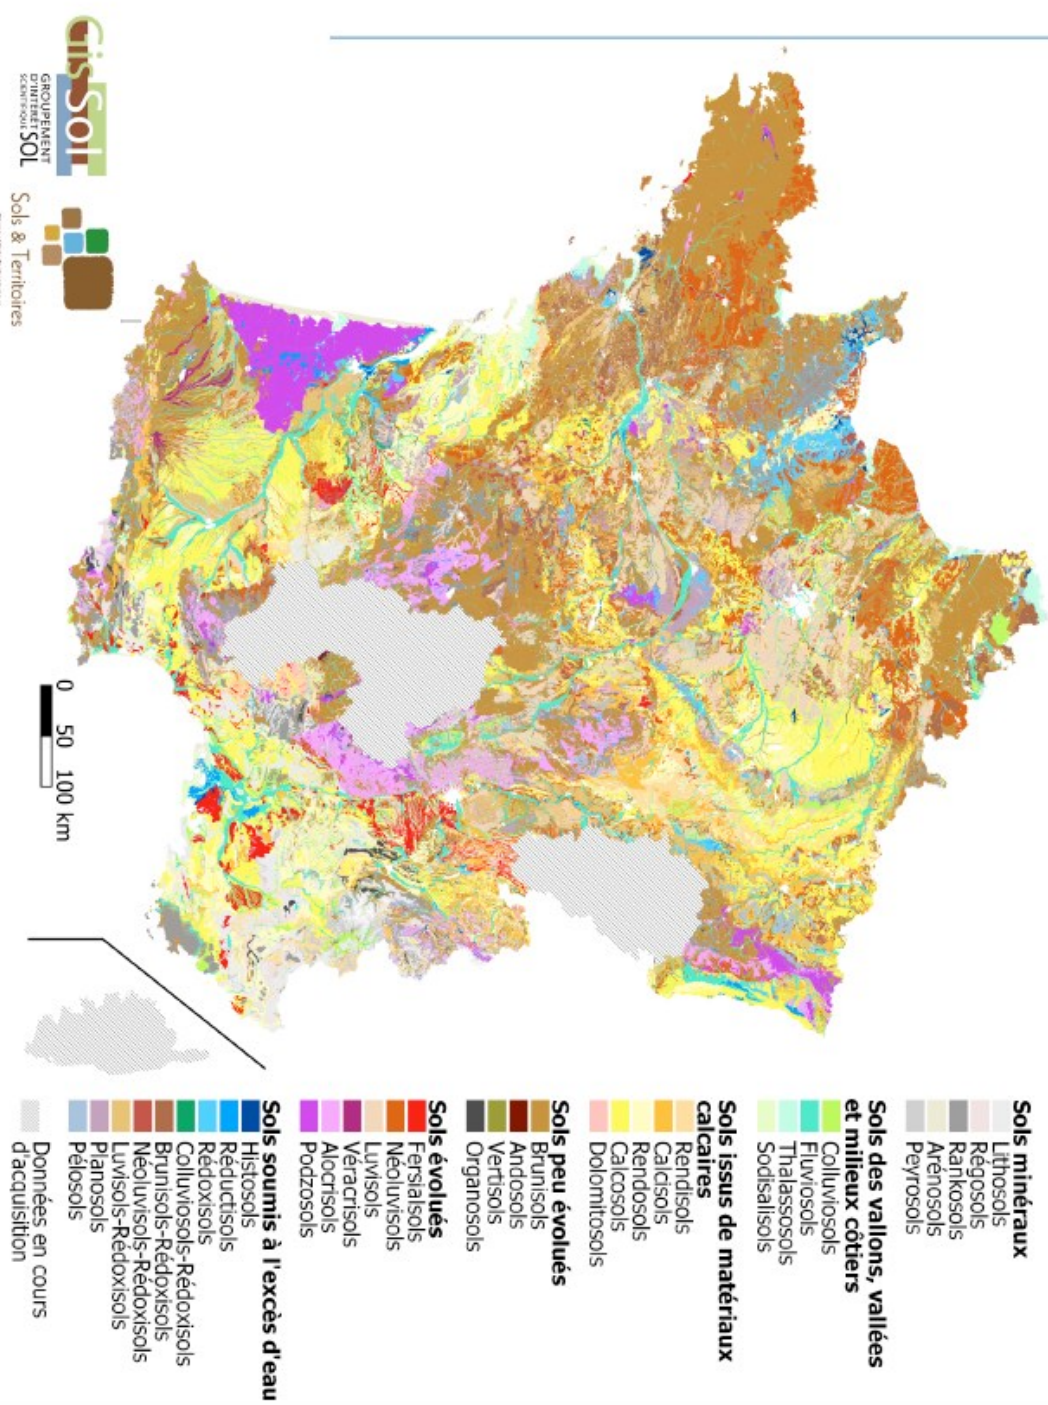 Gis Sol
GROUPEMENT
D'INTÉRÊT
SCIENTIFIQUE SOL
Sols & Territoires
0 50 100 km
Sols minéraux
Lithosols
Régosols
Rankosols
Arénosols
Peyrosols
Sols des vallons, vallées
et milieux côtiers
Colluviosols
Fluviosols
Thalassosols
Sodisalisols
Sols issus de matériaux
calcaires
Rendisols
Calcisols
Rendosols
Calcosols
Dolomitosols
Sols peu évolués
Brunisols
Andosols
Vertisols
Organosols
Sols évolués
Fersialsols
Néoluvisols
Luvisols
Véracrisols
Alocrisols
Podzosols
Sols soumis à l'excès d'eau
Histosols
Réductisols
Rédoxisols
Colluviosols-Rédoxisols
Brunisols-Rédoxisols
Néoluvisols-Rédoxisols
Luvisols-Rédoxisols
Planosols
Pélosols
Données en cours
d'acquisition